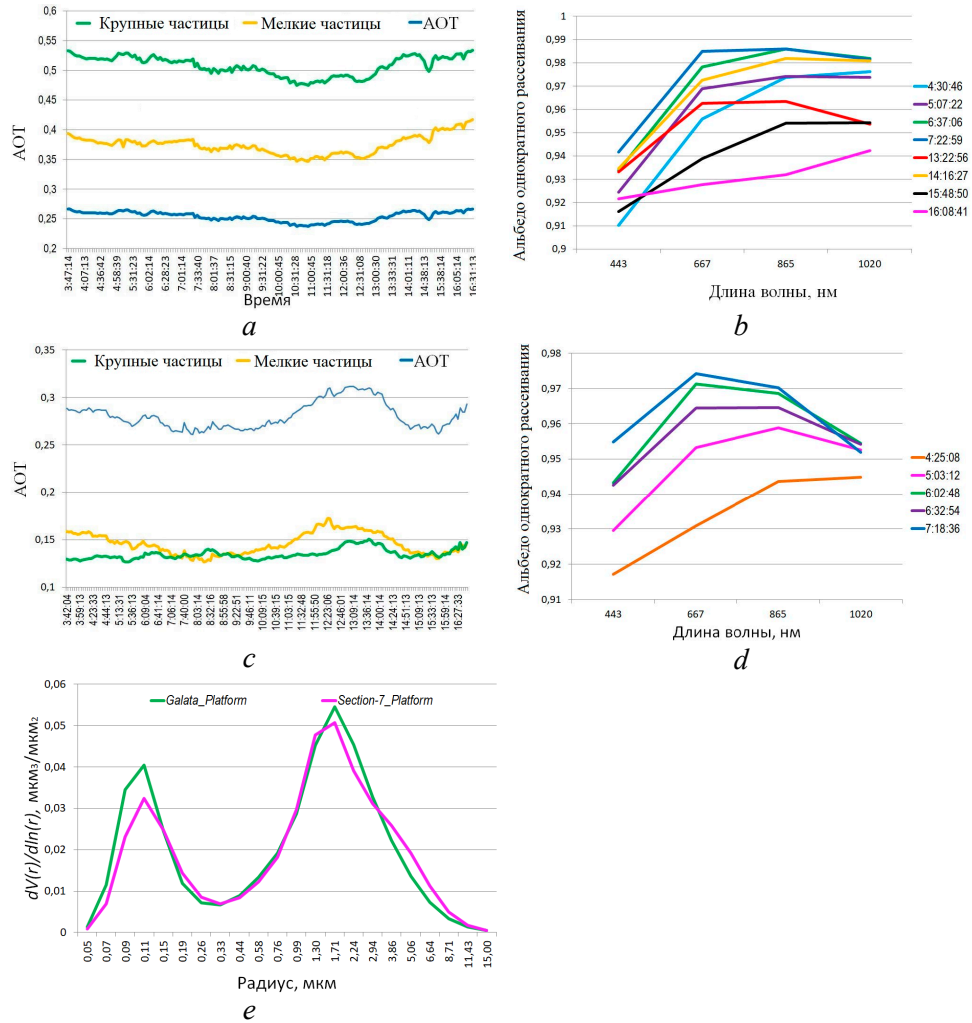 Крупные частицы Мелкие частицы АОТ
0,6
0,55
0,5
0,45
0,4
0,35
0,3
0,25
0,2
АОТ
3:47:14 4:07:13 4:36:42 4:58:39 5:23:31 6:02:14 6:28:23 7:01:14 7:33:40 8:01:37 8:31:15 9:00:40 9:31:22 10:00:45 10:31:28 11:00:45 11:31:18 12:00:36 12:31:08 13:00:30 13:33:31 14:01:11 14:38:13 15:14:14 16:05:14 16:31:13
Время
a
1
0,99
0,98
0,97
0,96
0,95
0,94
0,93
0,92
0,91
0,9
Альбедо однократного рассеивания
443 667 865 1020
Длина волны, нм
4:30:46
5:07:22
6:37:06
7:22:59
13:22:56
14:16:27
15:48:50
16:08:41
b
Крупные частицы Мелкие частицы АОТ
0,35
0,3
0,25
0,2
0,15
0,1
АОТ
3:42:04 3:59:13 4:23:33 4:44:13 5:13:31 5:36:13 6:09:04 6:41:14 7:06:14 7:40:00 8:03:14 8:32:16 8:55:56 9:22:51 9:46:11 10:09:15 10:39:15 11:03:15 11:32:48 11:55:50 12:22:06 12:46:01 13:09:14 13:36:14 14:00:14 14:24:13 14:51:13 15:09:13 15:33:13 15:59:14 16:27:33
c
0,98
0,97
0,96
0,95
0,94
0,93
0,92
0,91
Альбедо однократного рассеивания
443 667 865 1020
Длина волны, нм
4:25:08
5:03:12
6:02:48
6:32:54
7:18:36
d
Galata_Platform Section-7_Platform
0,06
0,05
0,04
0,03
0,02
0,01
0
dV(r)/dln(r), мкм3/мкм2
0,05 0,07 0,09 0,11 0,15 0,19 0,26 0,33 0,44 0,58 0,76 0,99 1,30 1,71 2,24 2,94 3,86 5,06 6,64 8,71 11,43 15,00
Радиус, мкм
e